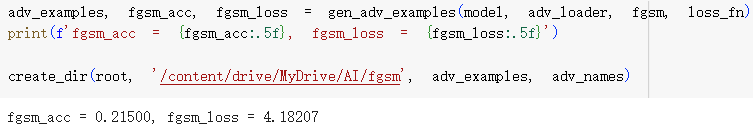 adv_examples, fgsm_acc, fgsm_loss = gen_adv_examples(model, adv_loader, fgsm, loss_fn)
print(f'fgsm_acc = {fgsm_acc:.5f}, fgsm_loss = {fgsm_loss:.5f}')
create_dir(root, '/content/drive/MyDrive/AI/fgsm', adv_examples, adv_names)
fgsm_acc = 0.21500, fgsm_loss = 4.18207